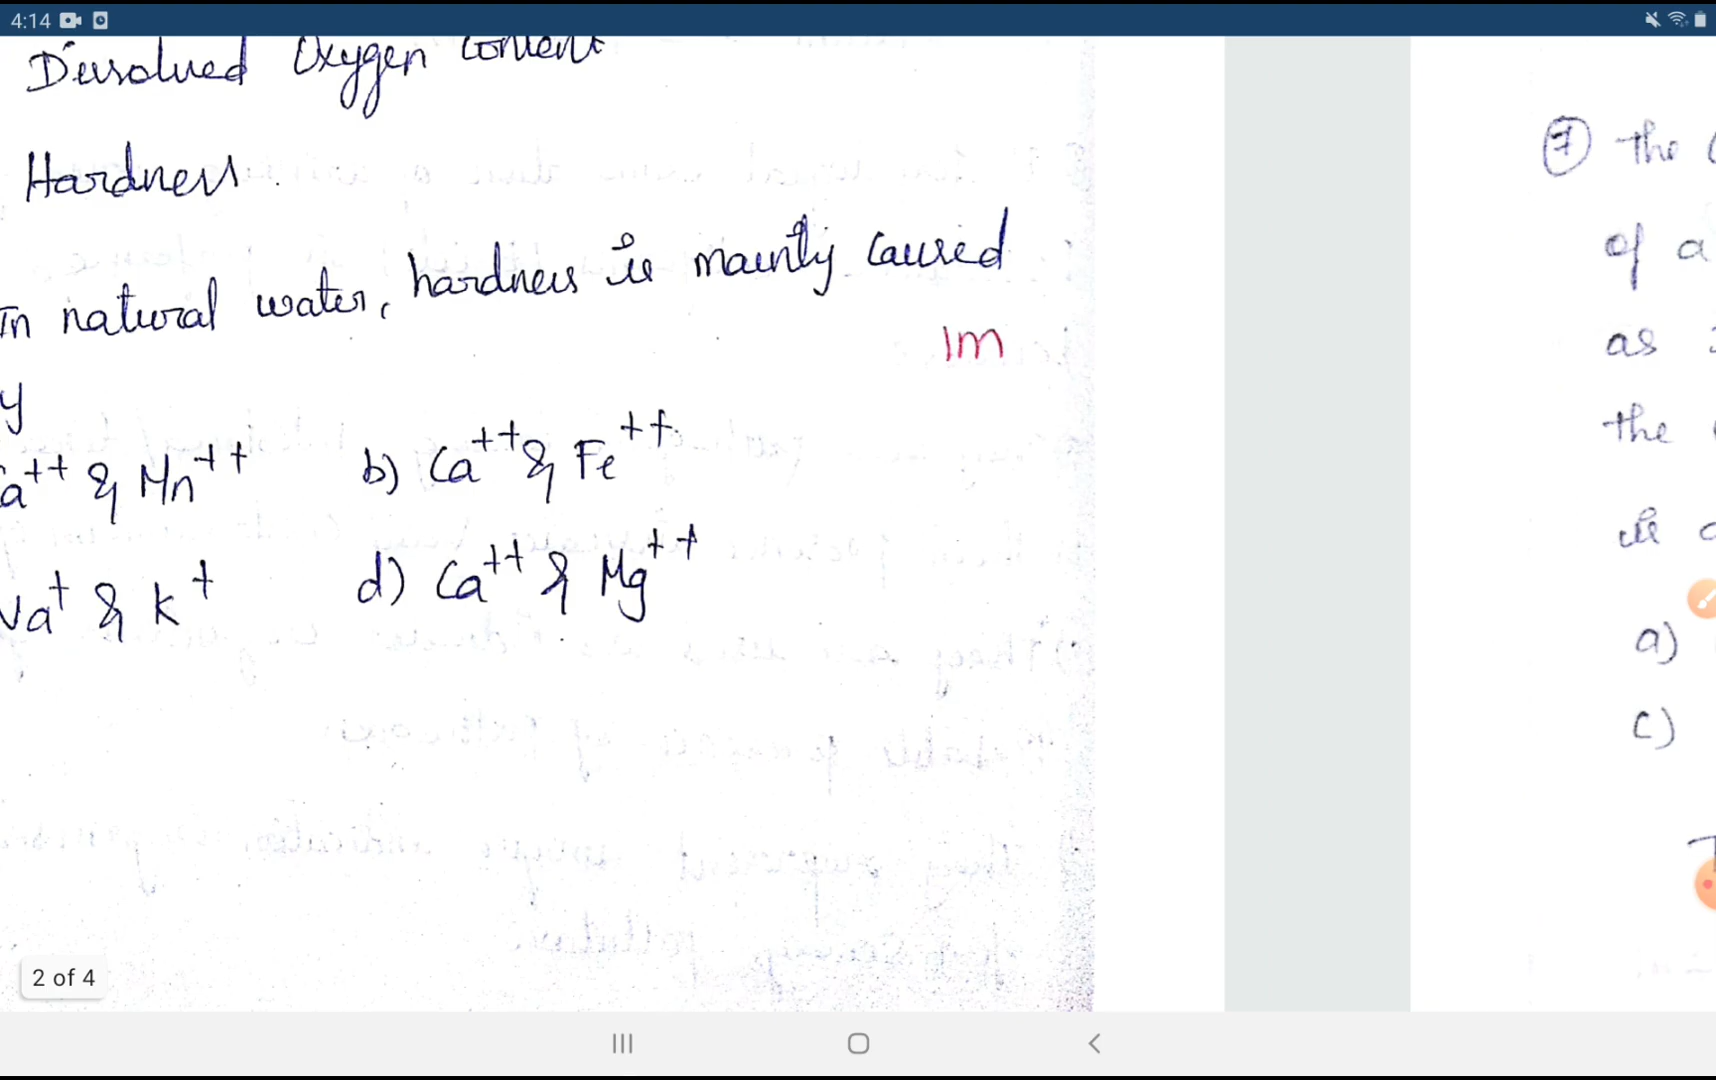 4:14
Dissolved Oxygen content
Hardness.
In natural water, hardness is mainly caused
1m
y
a++ & Mn++ b) Ca++ & Fe++
Na+ & K+ d) Ca++ & Mg++
2 of 4
7 the
of a
as
the
is
a)
c)